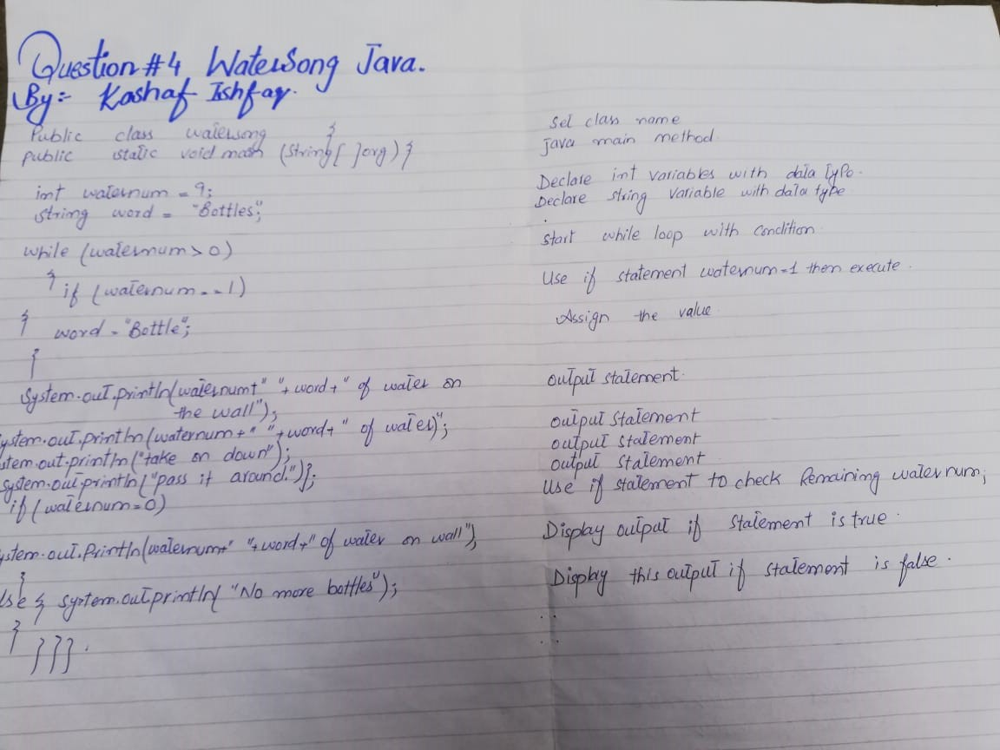 Question #4 WaterSong Java.
By:- Kashaf Ishfaq.
Public class watersong {
public static void main (String[ ]org) {
int waternum = 9;
string word = "Bottles";
while (waternum > 0)
{ if (waternum == 1)
{ word = "Bottle";
}
System.out.println(waternum+" "+word+" of water on
the wall");
ystem.out.println(waternum+" "+word+" of water)";
stem.out.println("take on down");
System.out.println("pass it around.")};
if (waternum=0)
ystem.out.Println(waternum+" "+word+" of water on wall");
}
lse { system.out.println( "No more bottles");
}
}}}.
Set class name
java main method
Declare int variables with data typo.
Declare string variable with data type
start while loop with condition
Use if statement waternum=1 then execute.
Assign the value
output statement.
output statement
output statement
output statement
Use if statement to check Remaining waternum;
Display output if statement is true.
Display this output if statement is false.